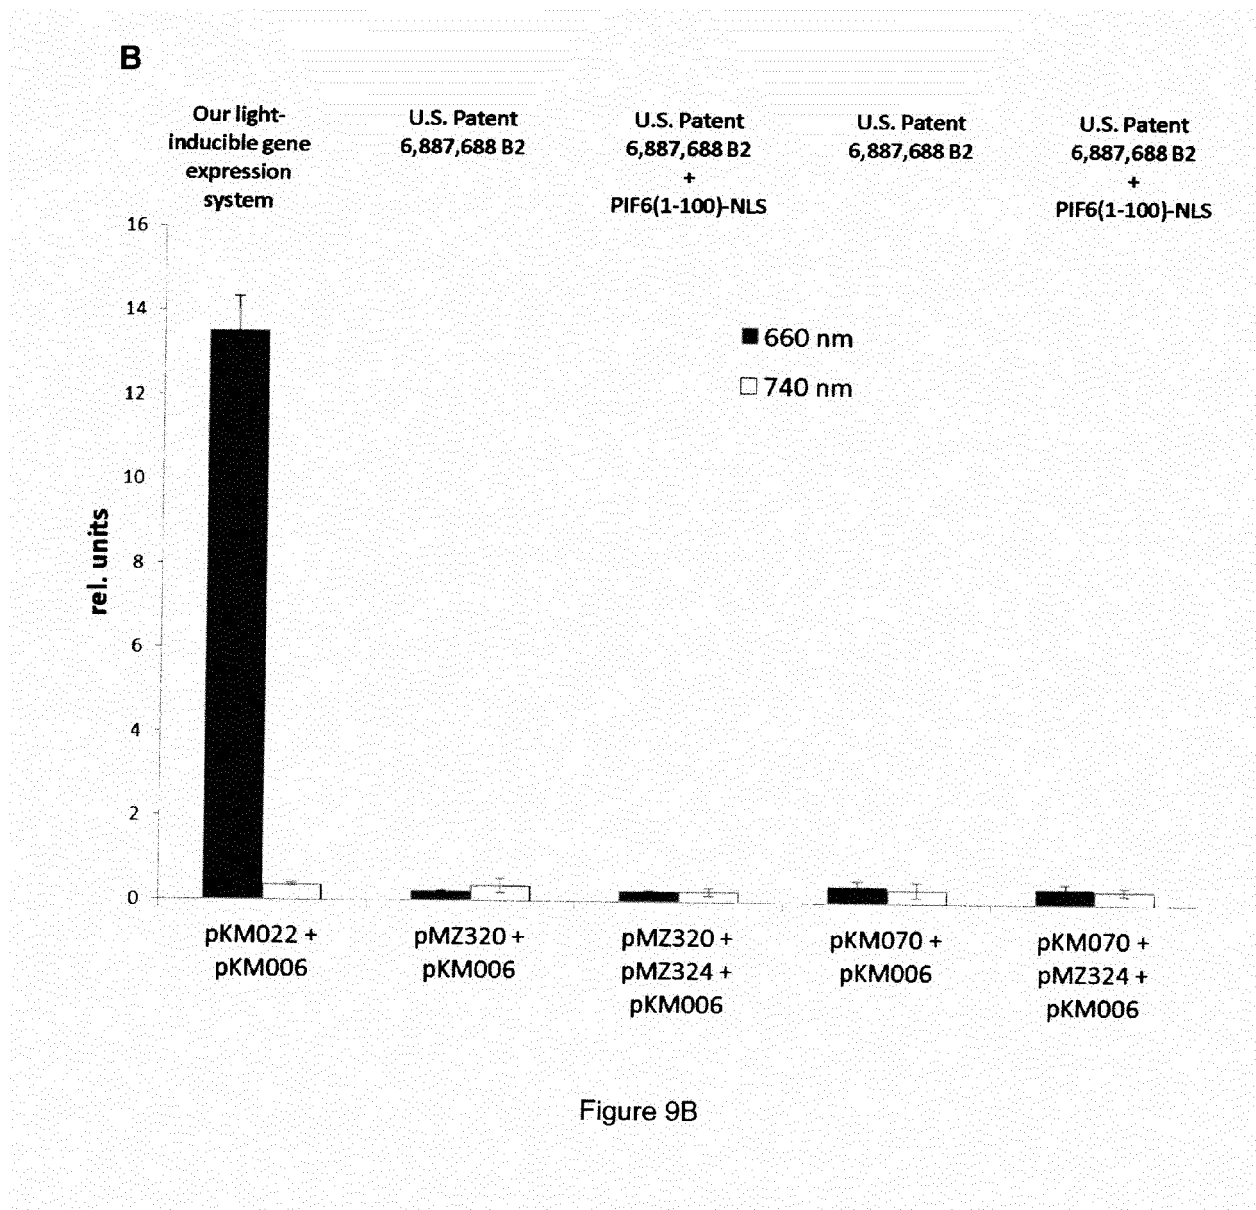 B
Our light-
inducible gene
expression
system
U.S. Patent
6,887,688 B2
U.S. Patent
6,887,688 B2
+
PIF6(1-100)-NLS
U.S. Patent
6,887,688 B2
U.S. Patent
6,887,688 B2
+
PIF6(1-100)-NLS
16
14
12
10
8
6
4
2
0
rel. units
660 nm
740 nm
pKM022 +
pKM006
pMZ320 +
pKM006
pMZ320 +
pMZ324 +
pKM006
pKM070 +
pKM006
pKM070 +
pMZ324 +
pKM006
Figure 9B